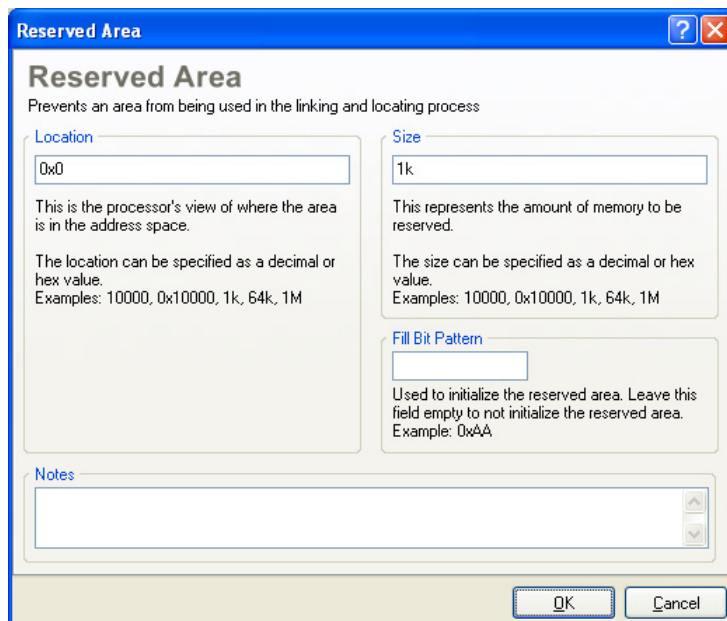 Reserved Area
Reserved Area
Prevents an area from being used in the linking and locating process
Location
0x0
This is the processor's view of where the area
is in the address space.
The location can be specified as a decimal or
hex value.
Examples: 10000, 0x10000, 1k, 64k, 1M
Size
1k
This represents the amount of memory to be
reserved.
The size can be specified as a decimal or hex
value.
Examples: 10000, 0x10000, 1k, 64k, 1M
Fill Bit Pattern
Used to initialize the reserved area. Leave this
field empty to not initialize the reserved area.
Example: 0xAA
Notes
OK
Cancel